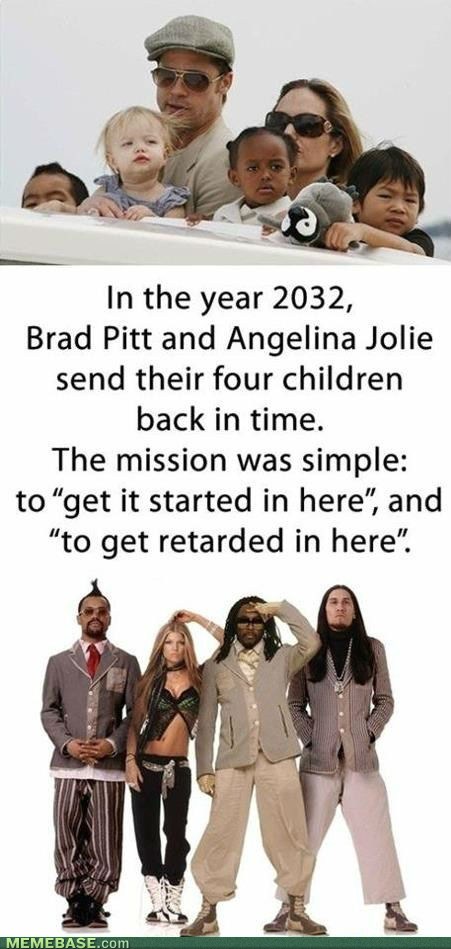 In the year 2032,
Brad Pitt and Angelina Jolie
send their four children
back in time.
The mission was simple:
to “get it started in here”, and
“to get retarded in here”.
MEMEBASE.com